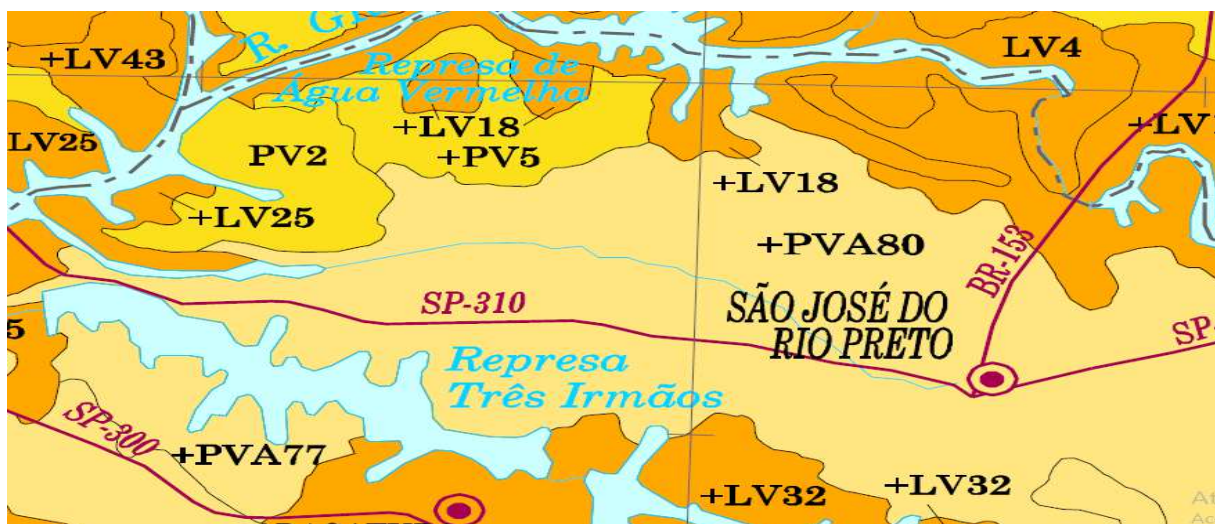 R.
+LV43
LV4
Represa de
Água Vermelha
+LV18
+PV5
LV25
PV2
+LV25
+LV18
+PVA80
BR-153
SP-310
SÃO JOSÉ DO
RIO PRETO
5
Represa
Três Irmãos
SP-300
+PVA77
+LV32
+LV32